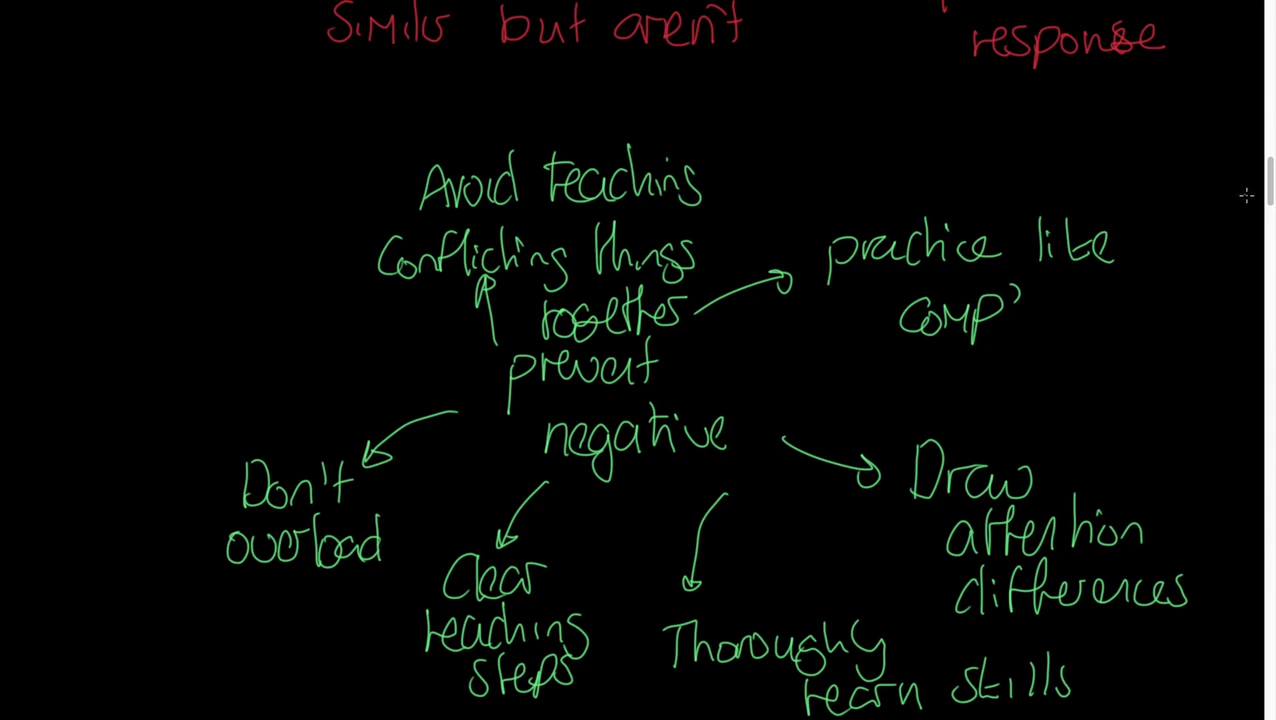 similar but aren't
response
Avoid teaching
conflicting things
together
practice like
comp'
prevent
negative
Don't
overload
Clear
teaching
steps
Thoroughly
learn skills
Draw
attention
differences